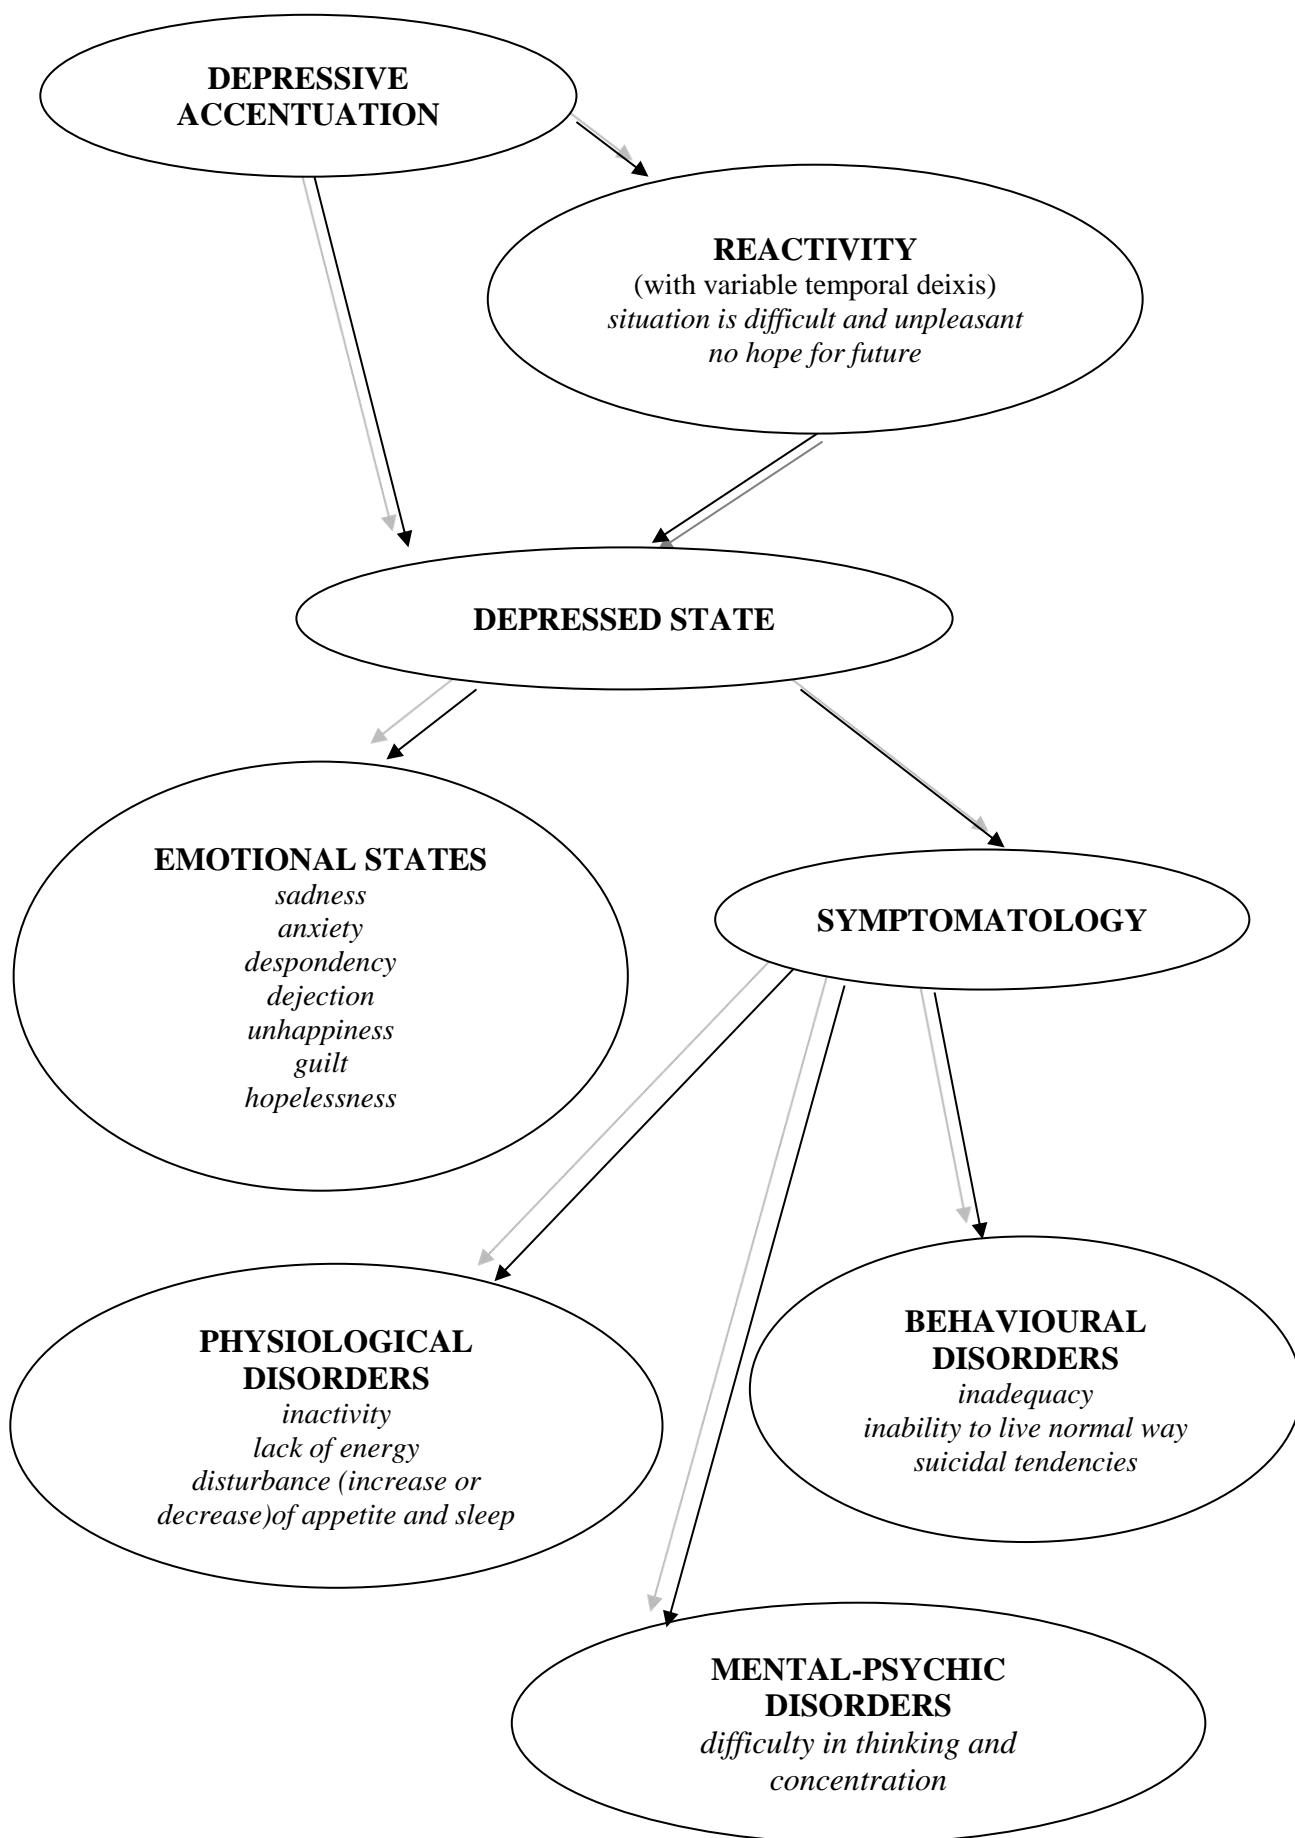 DEPRESSIVE
ACCENTUATION
REACTIVITY
(with variable temporal deixis)
situation is difficult and unpleasant
no hope for future
DEPRESSED STATE
EMOTIONAL STATES
sadness
anxiety
despondency
dejection
unhappiness
guilt
hopelessness
SYMPTOMATOLOGY
PHYSIOLOGICAL
DISORDERS
inactivity
lack of energy
disturbance (increase or
decrease)of appetite and sleep
BEHAVIOURAL
DISORDERS
inadequacy
inability to live normal way
suicidal tendencies
MENTAL-PSYCHIC
DISORDERS
difficulty in thinking and
concentration